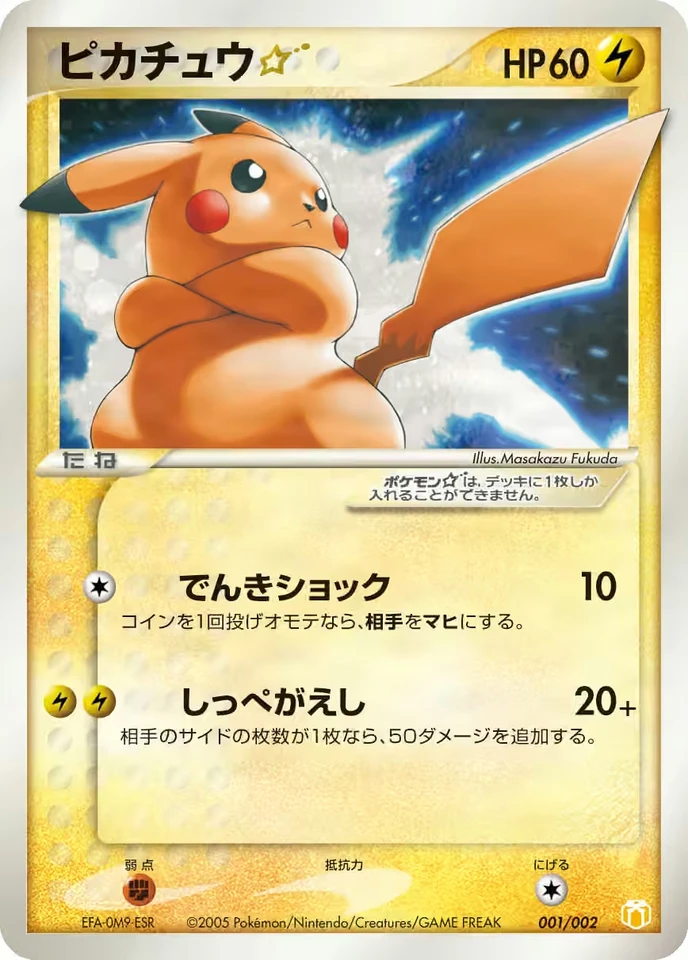 ピカチュウ☆
HP60
たね
Illus.Masakazu Fukuda
ポケモン☆は、デッキに1枚しか
入れることができません。
でんきショック 10
コインを1回投げオモテなら、相手をマヒにする。
しっぺがえし 20+
相手のサイドの枚数が1枚なら、50ダメージを追加する。
弱点 抵抗力 にげる
EFA-0M9-ESR ©2005 Pokémon/Nintendo/Creatures/GAME FREAK 001/002